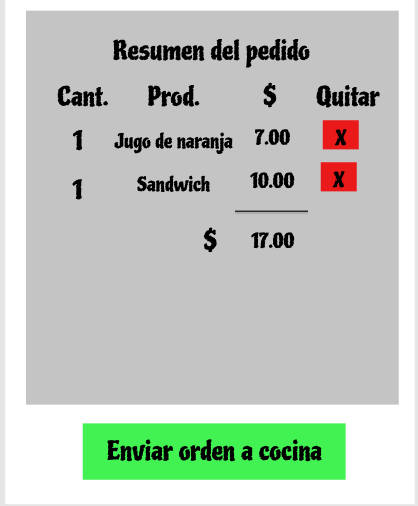 Resumen del pedido
Cant. Prod. $ Quitar
1 Jugo de naranja 7.00 X
1 Sandwich 10.00 X
$ 17.00
Enviar orden a cocina